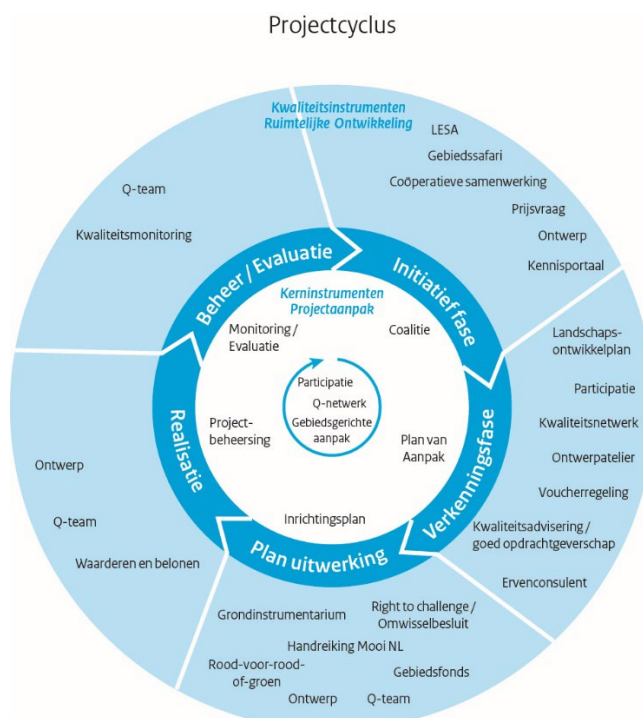 Projectcyclus
Kwaliteitsinstrumenten
Ruimtelijke Ontwikkeling
LESA
Gebiedssafari
Coöperatieve samenwerking
Prijsvraag
Ontwerp
Kennisportaal
Landschaps-
ontwikkelplan
Participatie
Kwaliteitsnetwerk
Ontwerpatelier
Voucherregeling
Kwaliteitsadvisering /
goed opdrachtgeverschap
Ervenconsulent
Right to challenge /
Omwisselbesluit
Grondinstrumentarium
Handreiking Mooi NL
Rood-voor-rood-
of-groen
Gebiedsfonds
Ontwerp
Q-team
Ontwerp
Q-team
Waarderen en belonen
Q-team
Kwaliteitsmonitoring
Initiatief fase
Verkenningsfase
Plan uitwerking
Realisatie
Beheer / Evaluatie
Kerninstrumenten
Projectaanpak
Coalitie
Plan van
Aanpak
Inrichtingsplan
Project-
beheersing
Monitoring /
Evaluatie
Participatie
Q-netwerk
Gebiedsgerichte
aanpak